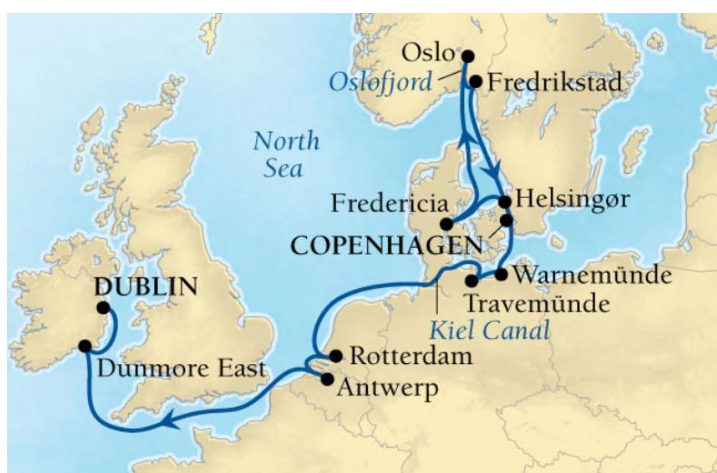 Oslo
Oslofjord
Fredrikstad
North
Sea
Helsingør
Fredericia
COPENHAGEN
DUBLIN
Warnemünde
Travemünde
Kiel Canal
Dunmore East
Rotterdam
Antwerp